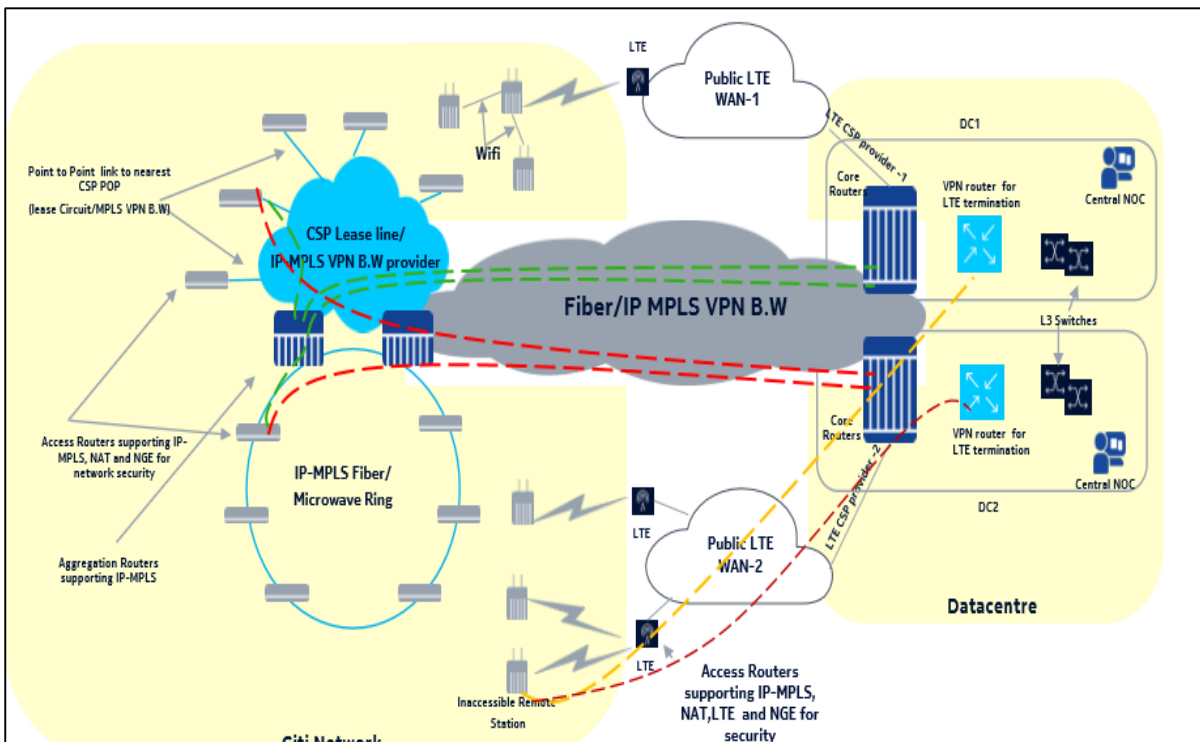 LTE
Public LTE
WAN-1
LTE CSP provider -1
DC1
Wifi
Point to Point link to nearest
CSP POP
(lease Circuit/MPLS VPN B.W)
Core
Routers
VPN router for
LTE termination
Central NOC
CSP Lease line/
IP-MPLS VPN B.W provider
Fiber/IP MPLS VPN B.W
L3 Switches
Access Routers supporting IP-
MPLS, NAT and NGE for
network security
IP-MPLS Fiber/
Microwave Ring
Core
Routers
VPN router for
LTE termination
Central NOC
LTE CSP provider -2
DC2
Aggregation Routers
supporting IP-MPLS
LTE
Public LTE
WAN-2
Datacentre
LTE
Inaccessible Remote
Station
Access Routers
supporting IP-MPLS,
NAT,LTE and NGE for
security
Citi Network